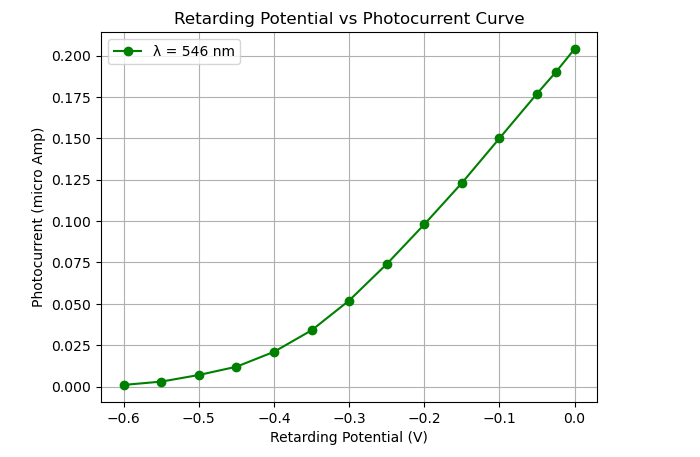 Retarding Potential vs Photocurrent Curve
λ = 546 nm
0.200
0.175
0.150
0.125
0.100
0.075
0.050
0.025
0.000
Photocurrent (micro Amp)
−0.6 −0.5 −0.4 −0.3 −0.2 −0.1 0.0
Retarding Potential (V)